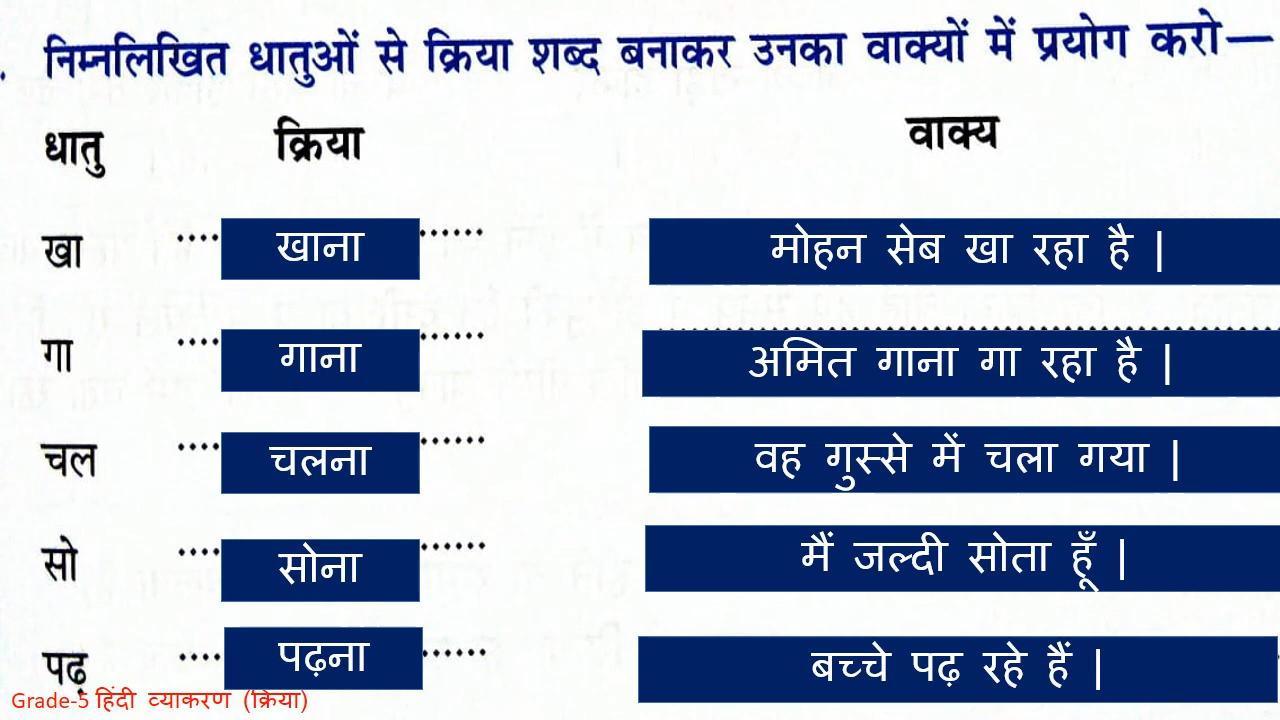 . निम्नलिखित धातुओं से क्रिया शब्द बनाकर उनका वाक्यों में प्रयोग करो—
धातु क्रिया वाक्य
खा ....खाना...... मोहन सेब खा रहा है |
गा ....गाना...... अमित गाना गा रहा है |
चल ....चलना...... वह गुस्से में चला गया |
सो ....सोना...... मैं जल्दी सोता हूँ |
पढ़ ....पढ़ना...... बच्चे पढ़ रहे हैं |
Grade-5 हिंदी व्याकरण (क्रिया)